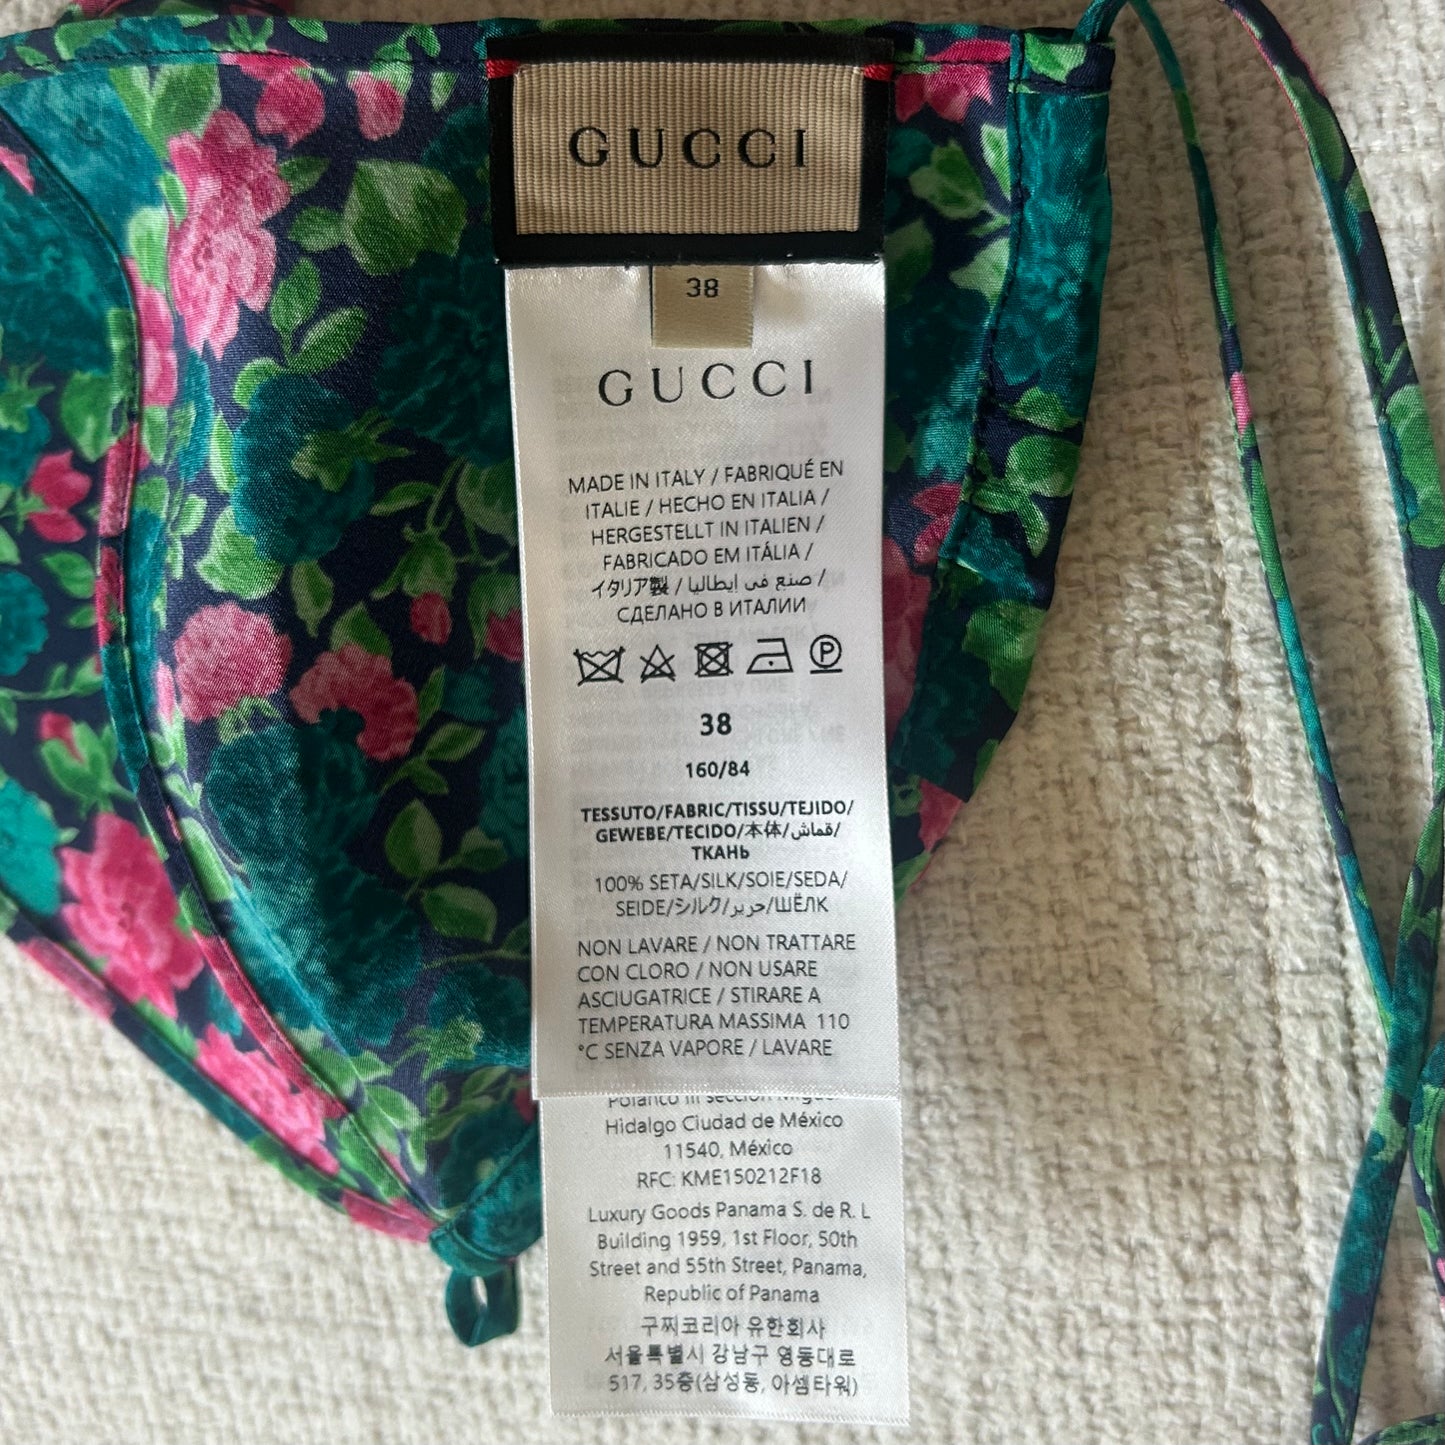 GUCCI
38
GUCCI
MADE IN ITALY / FABRIQUÉ EN
ITALIE / HECHO EN ITALIA /
HERGESTELLT IN ITALIEN /
FABRICADO EM ITÁLIA /
イタリア製 / صنع في إيطاليا /
СДЕЛАНО В ИТАЛИИ
P
38
160/84
TESSUTO/FABRIC/TISSU/TEJIDO/
GEWEBE/TECIDO/本体/قماش/
ТКАНЬ
100% SETA/SILK/SOIE/SEDA/
SEIDE/シルク/حرير/ШЁЛК
NON LAVARE / NON TRATTARE
CON CLORO / NON USARE
ASCIUGATRICE / STIRARE A
TEMPERATURA MASSIMA 110
°C SENZA VAPORE / LAVARE
Polanco III Sección Miguel
Hidalgo Ciudad de México
11540, México
RFC: KME150212F18
Luxury Goods Panama S. de R. L
Building 1959, 1st Floor, 50th
Street and 55th Street, Panama,
Republic of Panama
구찌코리아 유한회사
서울특별시 강남구 영동대로
517, 35층(삼성동, 아셈타워)